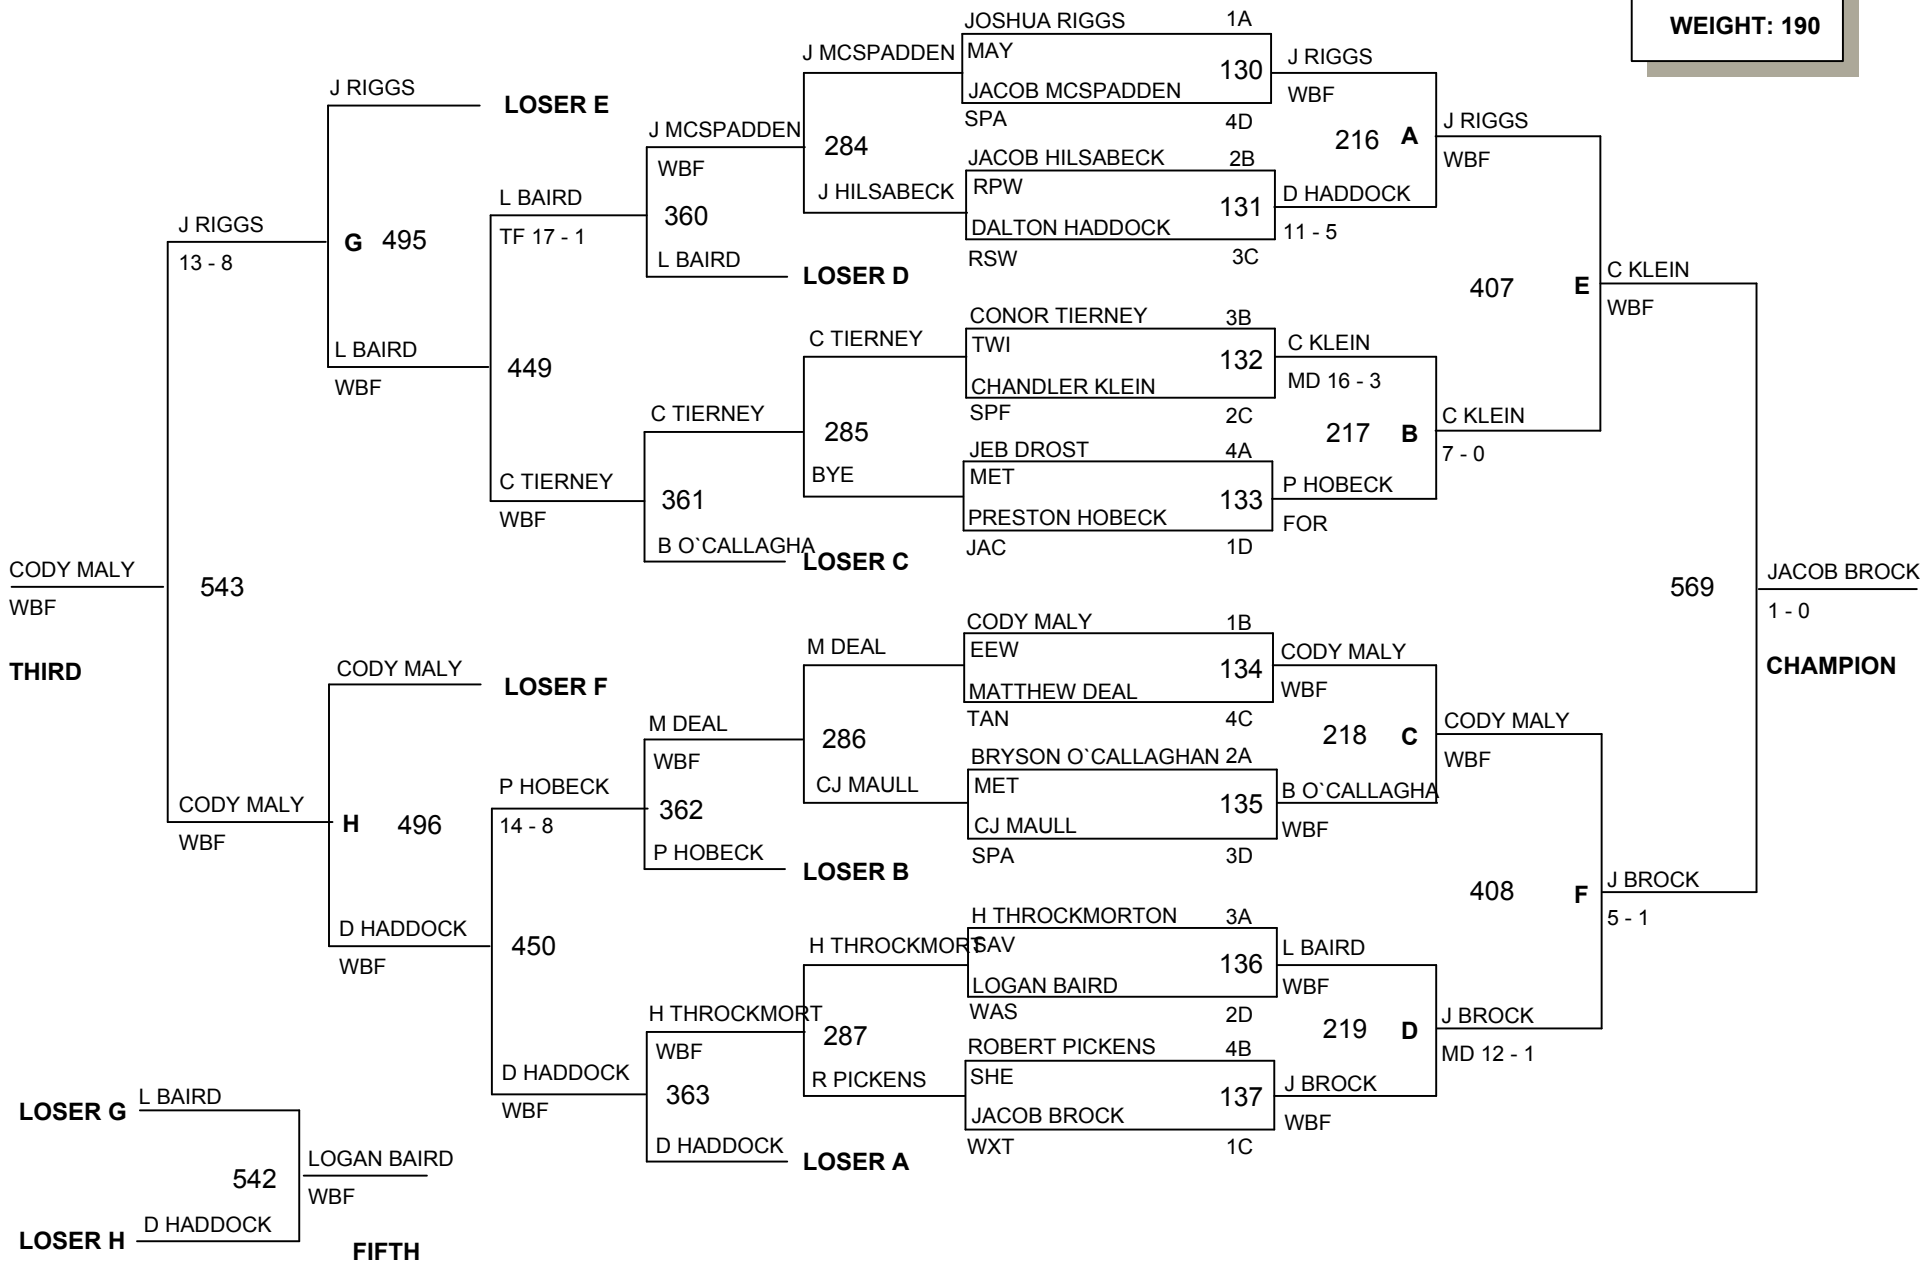 WEIGHT: 190
JOSHUA RIGGS 1A
MAY
130
JACOB MCSPADDEN
SPA 4D
JACOB HILSABECK 2B
RPW
131
DALTON HADDOCK
RSW 3C
CONOR TIERNEY 3B
TWI
132
CHANDLER KLEIN
SPF 2C
JEB DROST 4A
MET
133
PRESTON HOBECK
JAC 1D
CODY MALY 1B
EEW
134
MATTHEW DEAL
TAN 4C
BRYSON O`CALLAGHAN 2A
MET
135
CJ MAULL
SPA 3D
H THROCKMORTON 3A
SAV
136
LOGAN BAIRD
WAS 2D
ROBERT PICKENS 4B
SHE
137
JACOB BROCK
WXT 1C
J RIGGS
WBF
216 A
D HADDOCK
11 - 5
C KLEIN
MD 16 - 3
217 B
P HOBECK
FOR
CODY MALY
WBF
218 C
B O`CALLAGHA
WBF
L BAIRD
WBF
219 D
J BROCK
WBF
J RIGGS
WBF
407 E
C KLEIN
7 - 0
CODY MALY
WBF
408 F
J BROCK
MD 12 - 1
C KLEIN
WBF
569
J BROCK
5 - 1
JACOB BROCK
1 - 0
CHAMPION
J MCSPADDEN
284
J HILSABECK
C TIERNEY
285
BYE
M DEAL
286
CJ MAULL
H THROCKMORT
287
R PICKENS
J MCSPADDEN
WBF
360
L BAIRD
LOSER D
C TIERNEY
361
B O`CALLAGHA
LOSER C
M DEAL
WBF
362
P HOBECK
LOSER B
H THROCKMORT
WBF
363
D HADDOCK
LOSER A
L BAIRD
TF 17 - 1
449
C TIERNEY
WBF
P HOBECK
14 - 8
450
D HADDOCK
WBF
J RIGGS
LOSER E
G 495
L BAIRD
WBF
CODY MALY
LOSER F
H 496
D HADDOCK
WBF
J RIGGS
13 - 8
543
CODY MALY
WBF
CODY MALY
WBF
THIRD
LOSER G L BAIRD
542
LOSER H D HADDOCK
LOGAN BAIRD
WBF
FIFTH